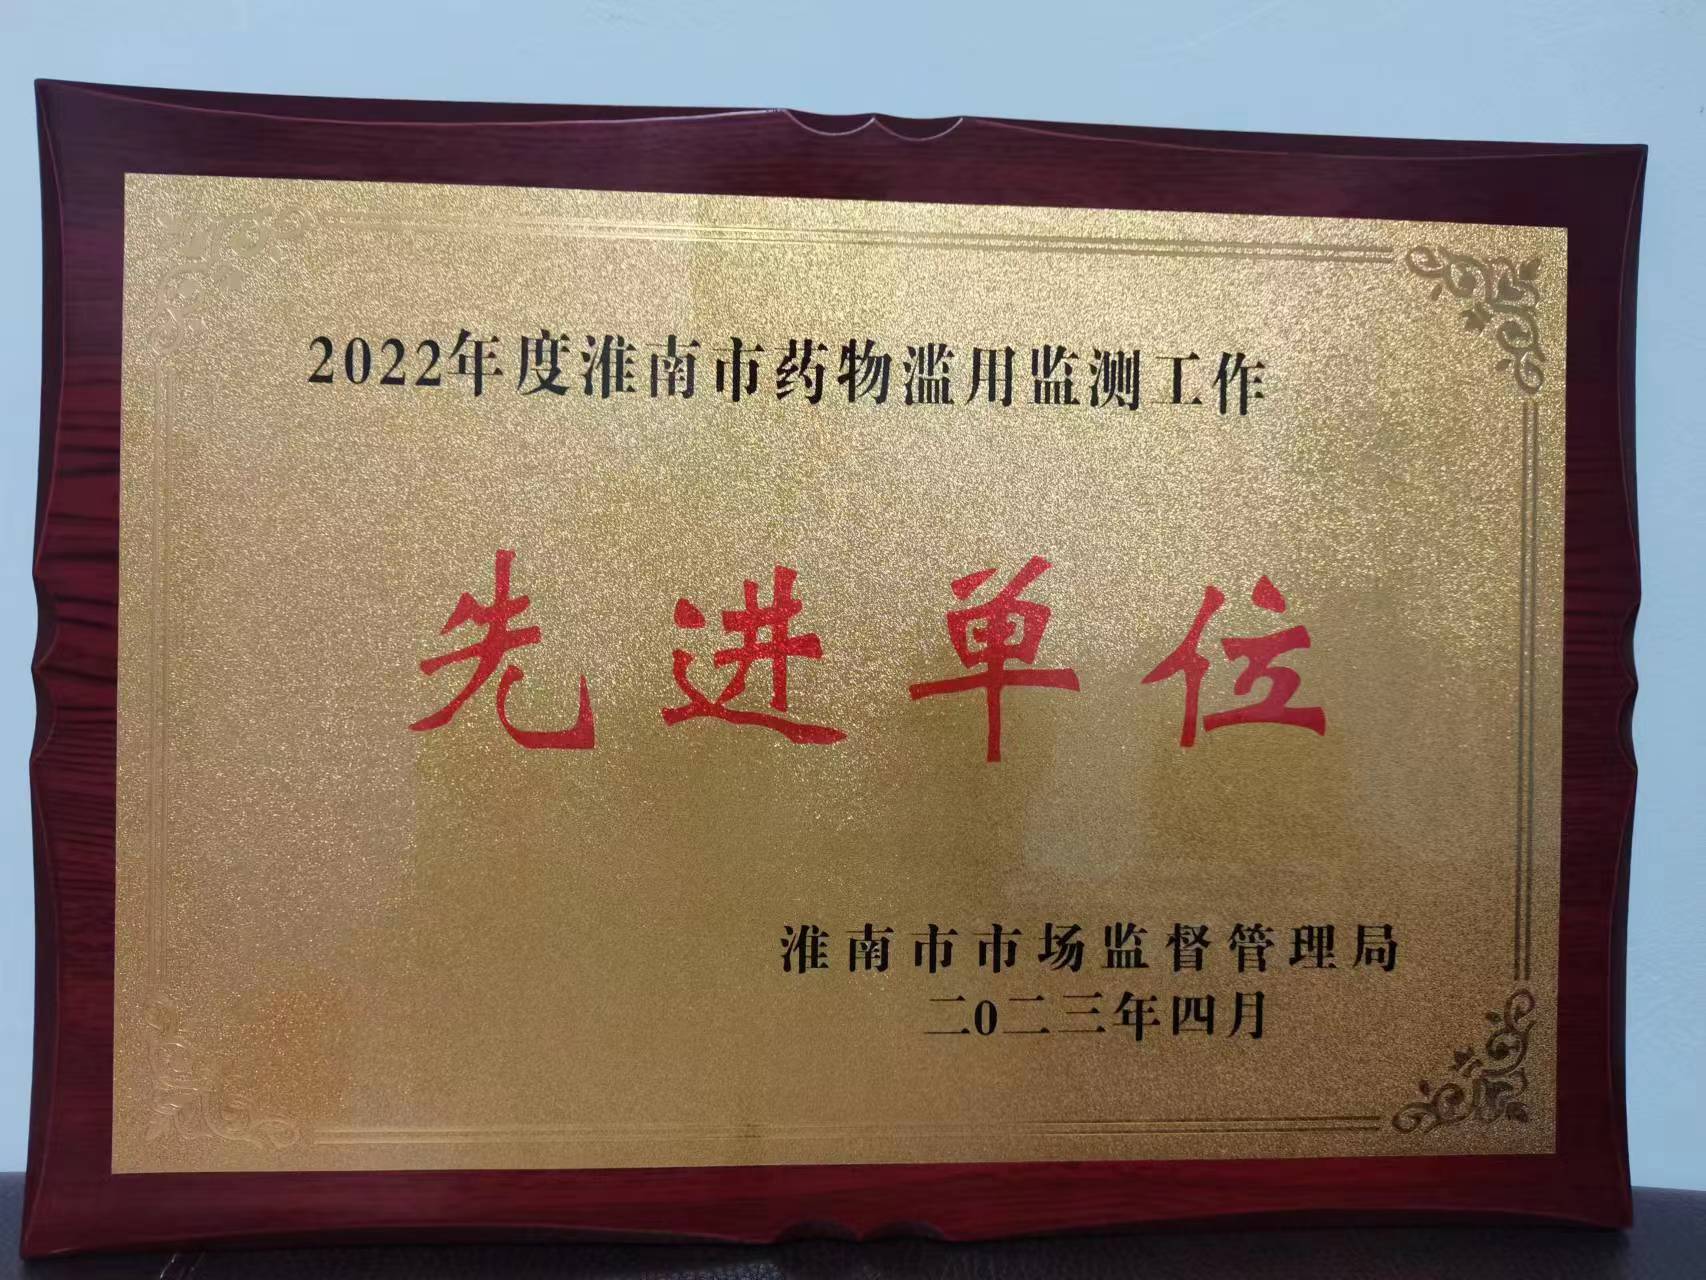 2022年度淮南市药物滥用监测工作
先进单位
淮南市市场监督管理局
二0二三年四月